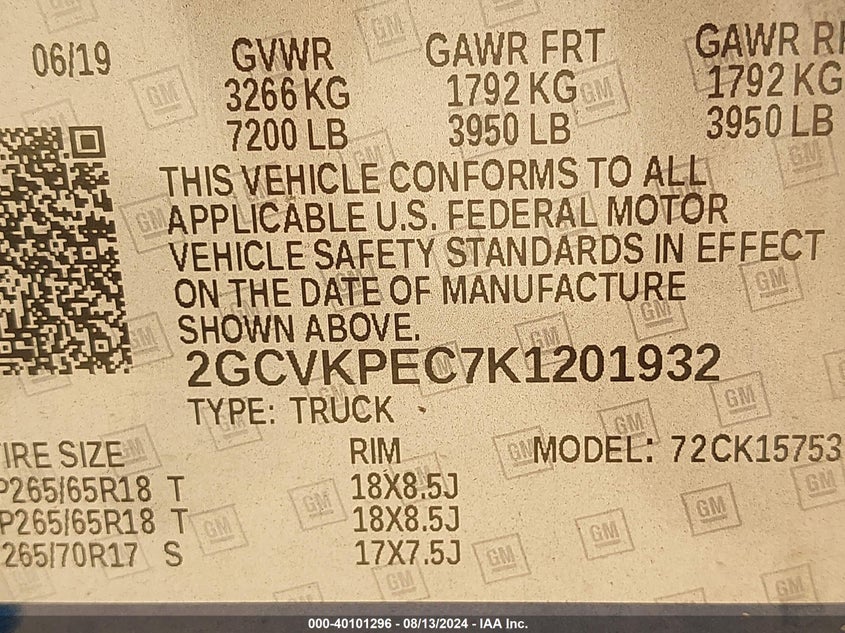 06/19 GVWR GAWR FRT GAWR
3266 KG 1792 KG 1792 KG
7200 LB 3950 LB 3950 LB
THIS VEHICLE CONFORMS TO ALL
APPLICABLE U.S. FEDERAL MOTOR
VEHICLE SAFETY STANDARDS IN EFFECT
ON THE DATE OF MANUFACTURE
SHOWN ABOVE.
2GCVKPEC7K1201932
TYPE: TRUCK
SIZE RIM MODEL: 72CK15753
P265/65R18 T 18X8.5J
P265/65R18 T 18X8.5J
265/70R17 S 17X7.5J
GM
000-40101296 - 08/13/2024 - IAA Inc.